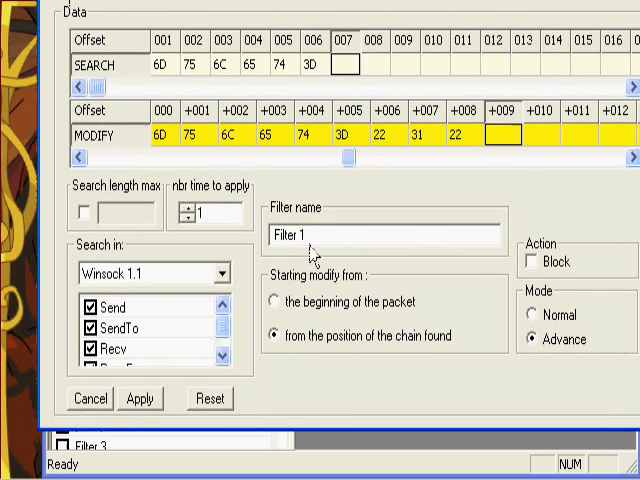 Data
Offset 001 002 003 004 005 006 007 008 009 010 011 012 013 014 015 016
SEARCH 6D 75 6C 65 74 3D
Offset 000 +001 +002 +003 +004 +005 +006 +007 +008 +009 +010 +011 +012
MODIFY 6D 75 6C 65 74 3D 22 31 22
Search length max
nbr time to apply
1
Filter name
Filter 1
Search in:
Winsock 1.1
Send
SendTo
Recv
Starting modify from :
the beginning of the packet
from the position of the chain found
Action
Block
Mode
Normal
Advance
Cancel Apply Reset
Filter 3
Ready NUM